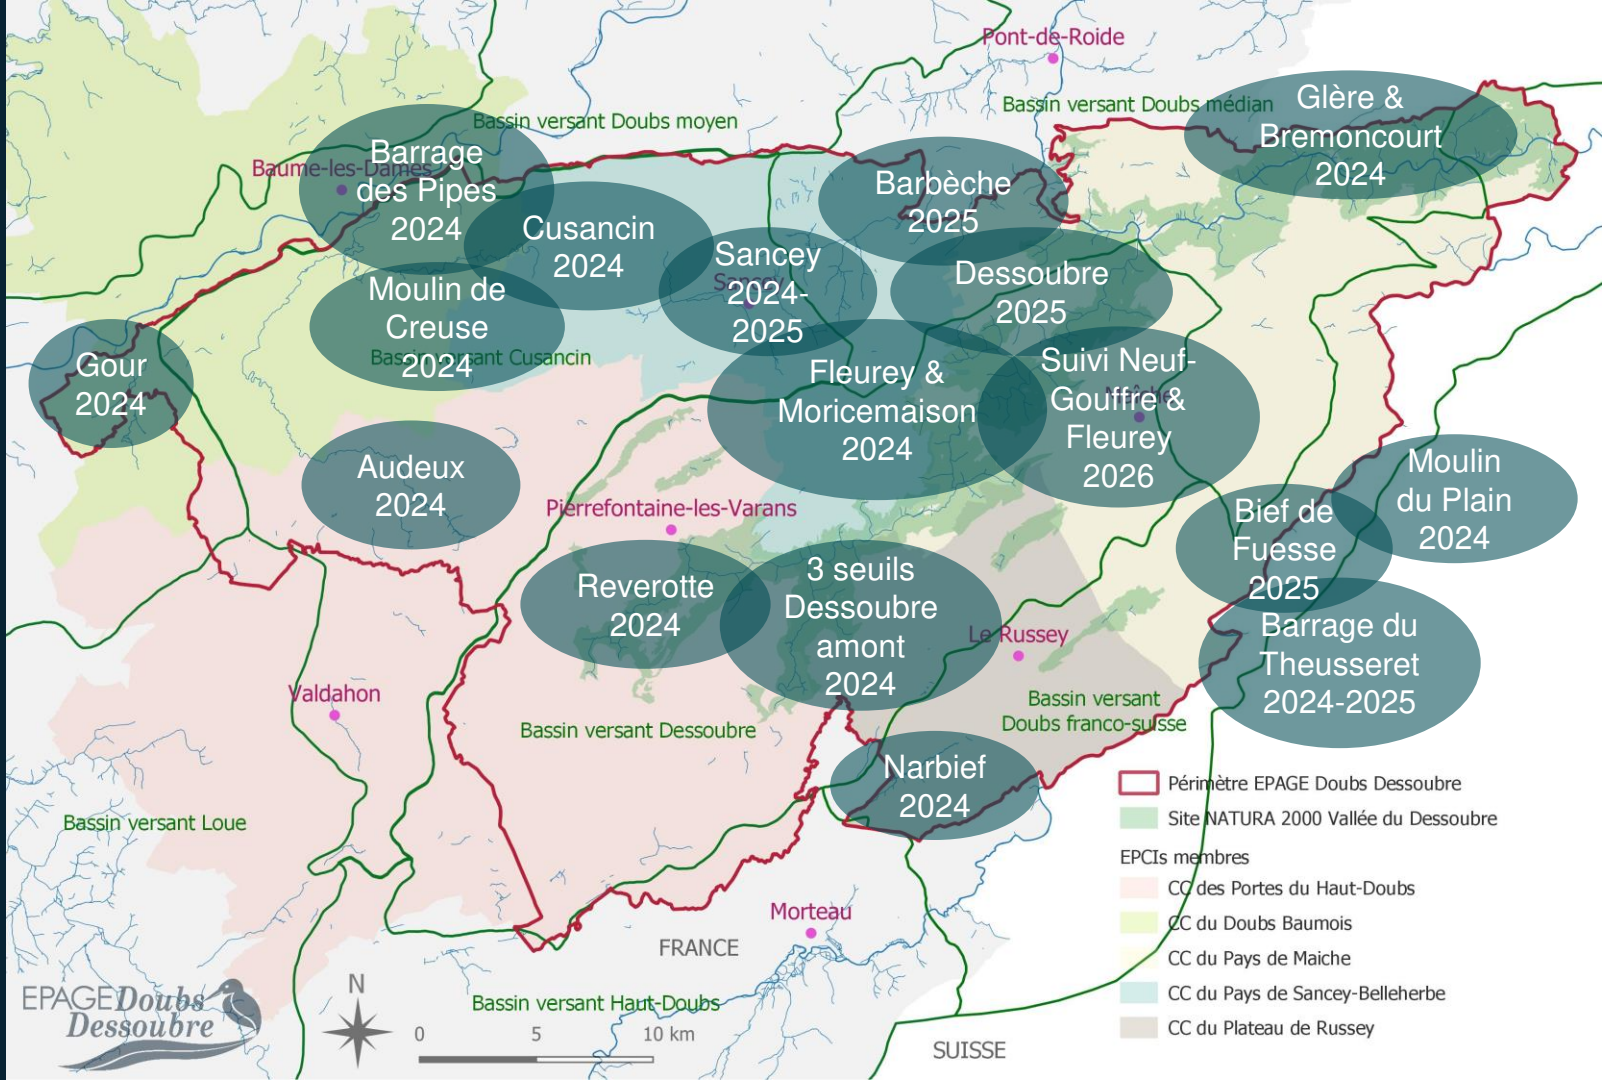 Pont-de-Roide
Bassin versant Doubs médian
Glère &
Bremoncourt
2024
Bassin versant Doubs moyen
Baume-les-Dames
Barrage
des Pipes
2024
Cusancin
2024
Sancey
Sancey
2024-
2025
Barbèche
2025
Dessoubre
2025
Moulin de
Creuse
2024
Bassin versant Cusancin
Gour
2024
Fleurey &
Moricemaison
2024
Suivi Neuf-
Gouffre &
Fleurey
2026
Audeux
2024
Pierrefontaine-les-Varans
Moulin
du Plain
2024
Bief de
Fuesse
2025
Reverotte
2024
3 seuils
Dessoubre
amont
2024
Le Russey
Barrage du
Theusseret
2024-2025
Valdahon
Bassin versant Dessoubre
Bassin versant
Doubs franco-suisse
Narbief
2024
Bassin versant Loue
Morteau
FRANCE
Bassin versant Haut-Doubs
SUISSE
Périmètre EPAGE Doubs Dessoubre
Site NATURA 2000 Vallée du Dessoubre
EPCIs membres
CC des Portes du Haut-Doubs
CC du Doubs Baumois
CC du Pays de Maiche
CC du Pays de Sancey-Belleherbe
CC du Plateau de Russey
EPAGE Doubs
Dessoubre
N
0 5 10 km